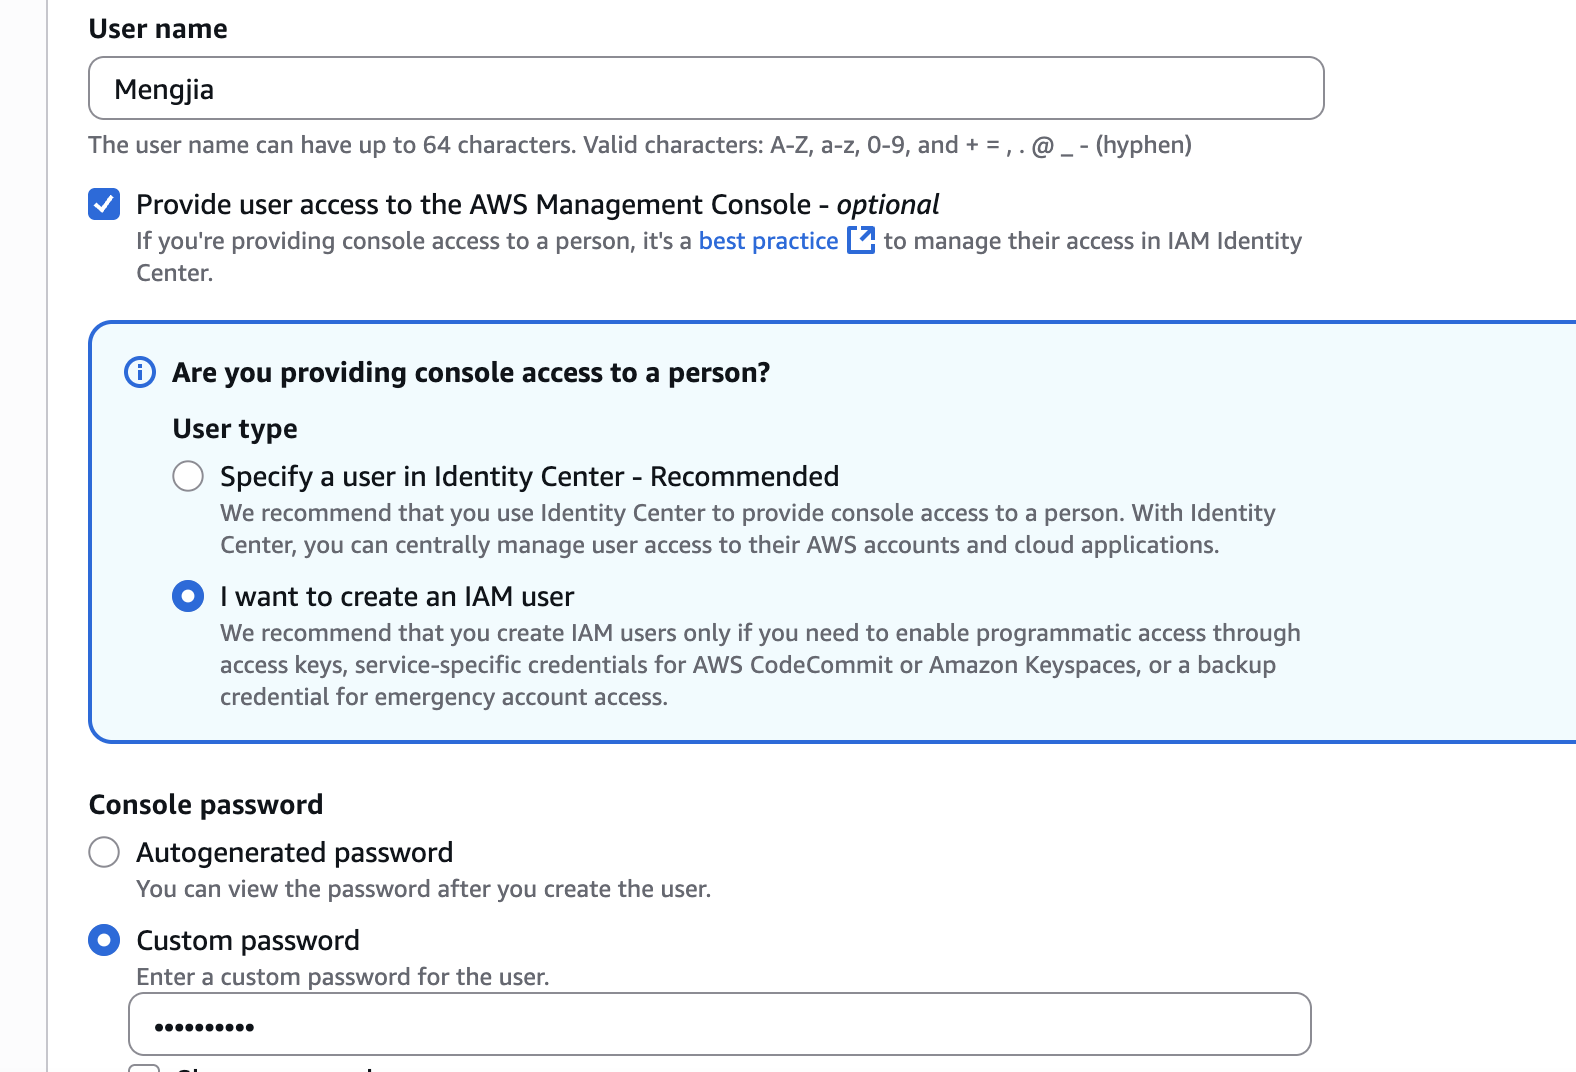 User name
Mengjia
The user name can have up to 64 characters. Valid characters: A-Z, a-z, 0-9, and + = , . @ _ - (hyphen)
Provide user access to the AWS Management Console - optional
If you're providing console access to a person, it's a best practice to manage their access in IAM Identity
Center.
Are you providing console access to a person?
User type
Specify a user in Identity Center - Recommended
We recommend that you use Identity Center to provide console access to a person. With Identity
Center, you can centrally manage user access to their AWS accounts and cloud applications.
I want to create an IAM user
We recommend that you create IAM users only if you need to enable programmatic access through
access keys, service-specific credentials for AWS CodeCommit or Amazon Keyspaces, or a backup
credential for emergency account access.
Console password
Autogenerated password
You can view the password after you create the user.
Custom password
Enter a custom password for the user.
••••••••••